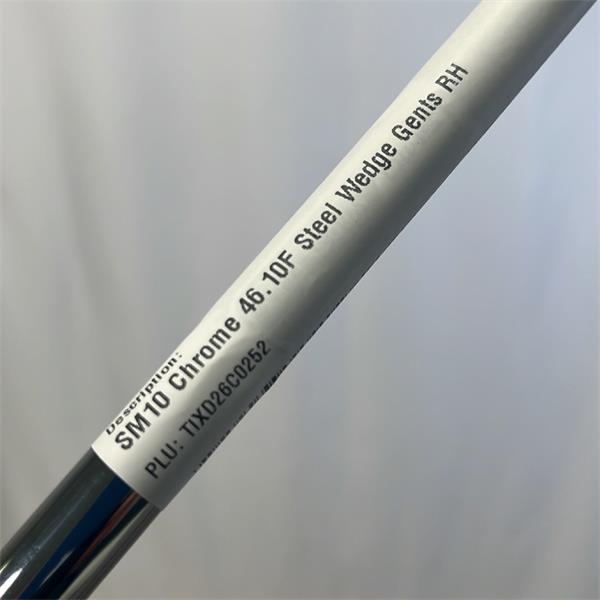 Description:
SM10 Chrome 46.10F Steel Wedge Gents RH
PLU: TIXD26C0252